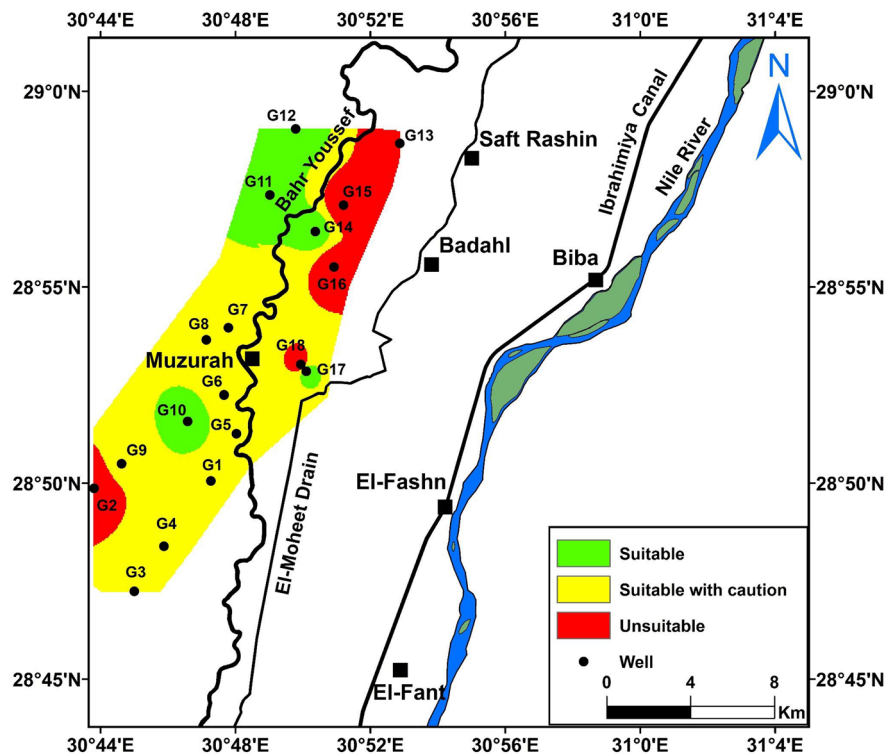 30°44'E 30°48'E 30°52'E 30°56'E 31°0'E 31°4'E
N
29°0'N 29°0'N
G12
G13
Bahr Youssef
Saft Rashin
Ibrahimiya Canal
Nile River
G11
G15
G14
Badahl
Biba
G16
28°55'N 28°55'N
G7
G8
G18
Muzurah
G17
G6
G10
G5
G9
G1
El-Fashn
28°50'N 28°50'N
G2
G4
El-Moheet Drain
G3
Suitable
Suitable with caution
Unsuitable
Well
28°45'N 28°45'N
El-Fant
0 4 8
Km
30°44'E 30°48'E 30°52'E 30°56'E 31°0'E 31°4'E